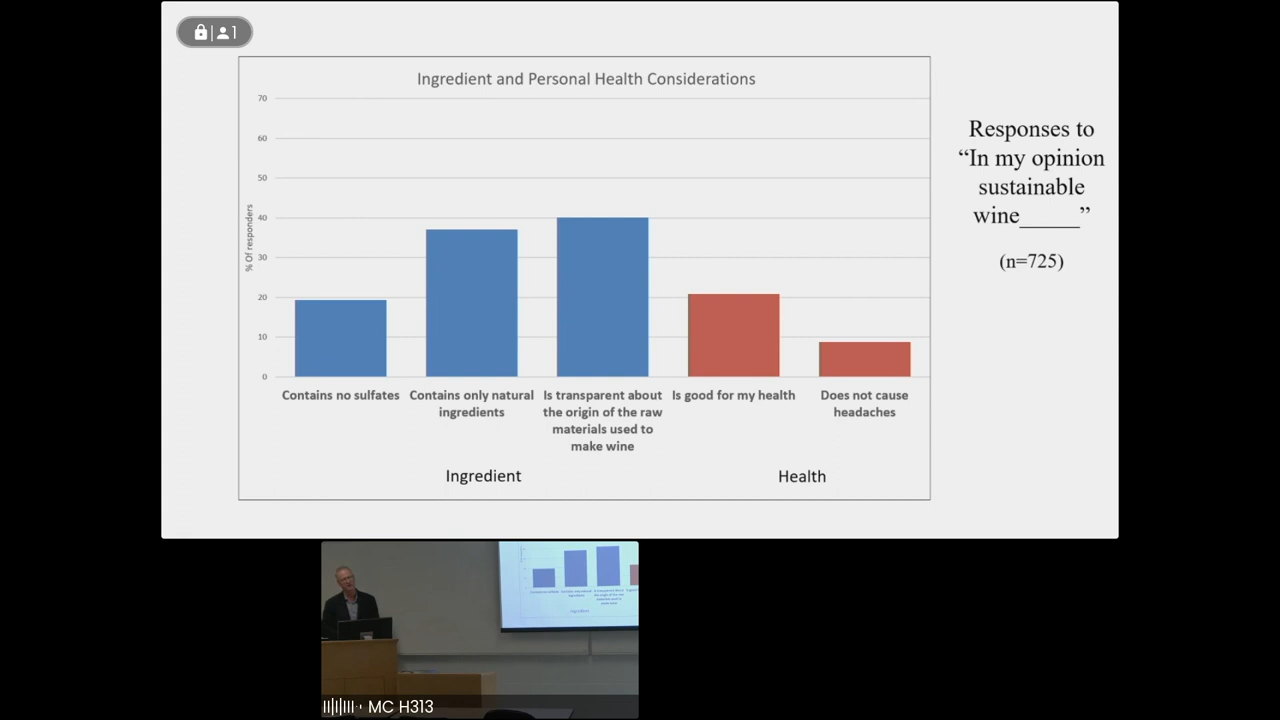 1
Ingredient and Personal Health Considerations
70
60
50
40
30
20
10
0
% Of responders
Contains no sulfates
Contains only natural
ingredients
Is transparent about
the origin of the raw
materials used to
make wine
Is good for my health
Does not cause
headaches
Ingredient
Health
Responses to
“In my opinion
sustainable
wine_____”
(n=725)
MC H313